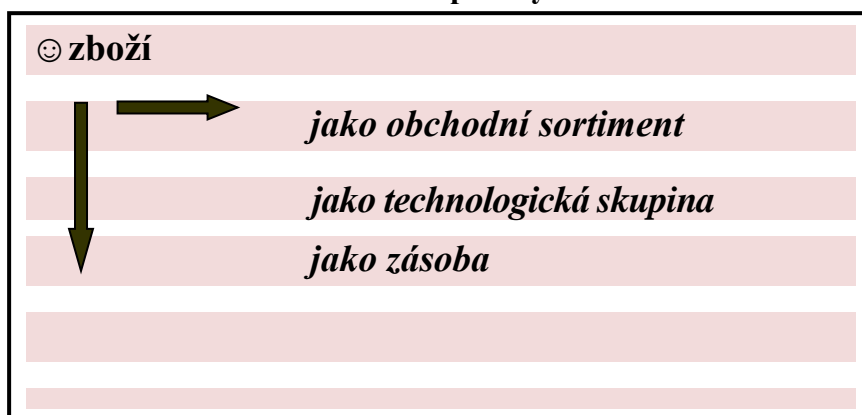 ☺zboží
jako obchodní sortiment
jako technologická skupina
jako zásoba